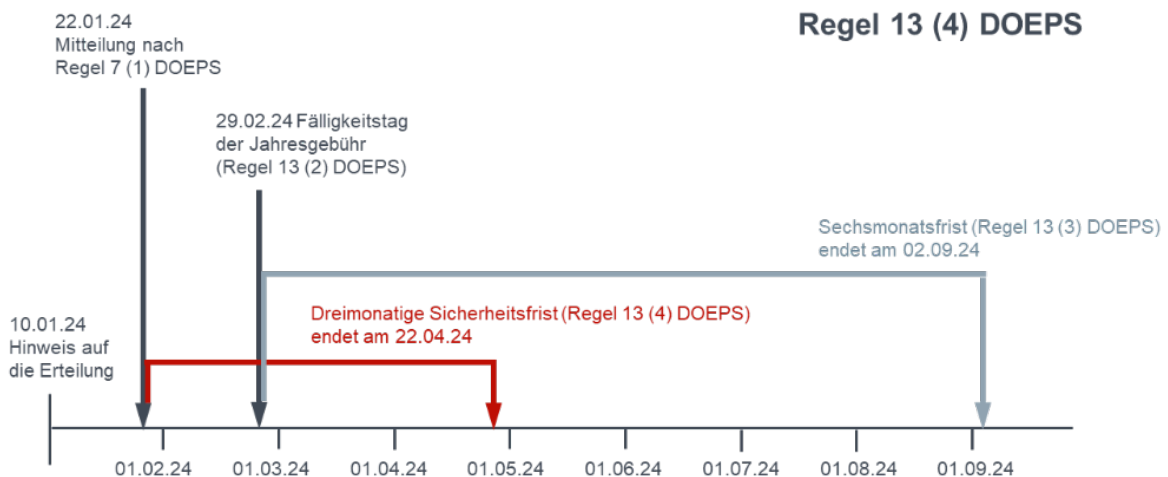 Regel 13 (4) DOEPS
22.01.24
Mitteilung nach
Regel 7 (1) DOEPS
29.02.24 Fälligkeitstag
der Jahresgebühr
(Regel 13 (2) DOEPS)
Sechsmonatsfrist (Regel 13 (3) DOEPS)
endet am 02.09.24
Dreimonatige Sicherheitsfrist (Regel 13 (4) DOEPS)
endet am 22.04.24
10.01.24
Hinweis auf
die Erteilung
01.02.24
01.03.24
01.04.24
01.05.24
01.06.24
01.07.24
01.08.24
01.09.24